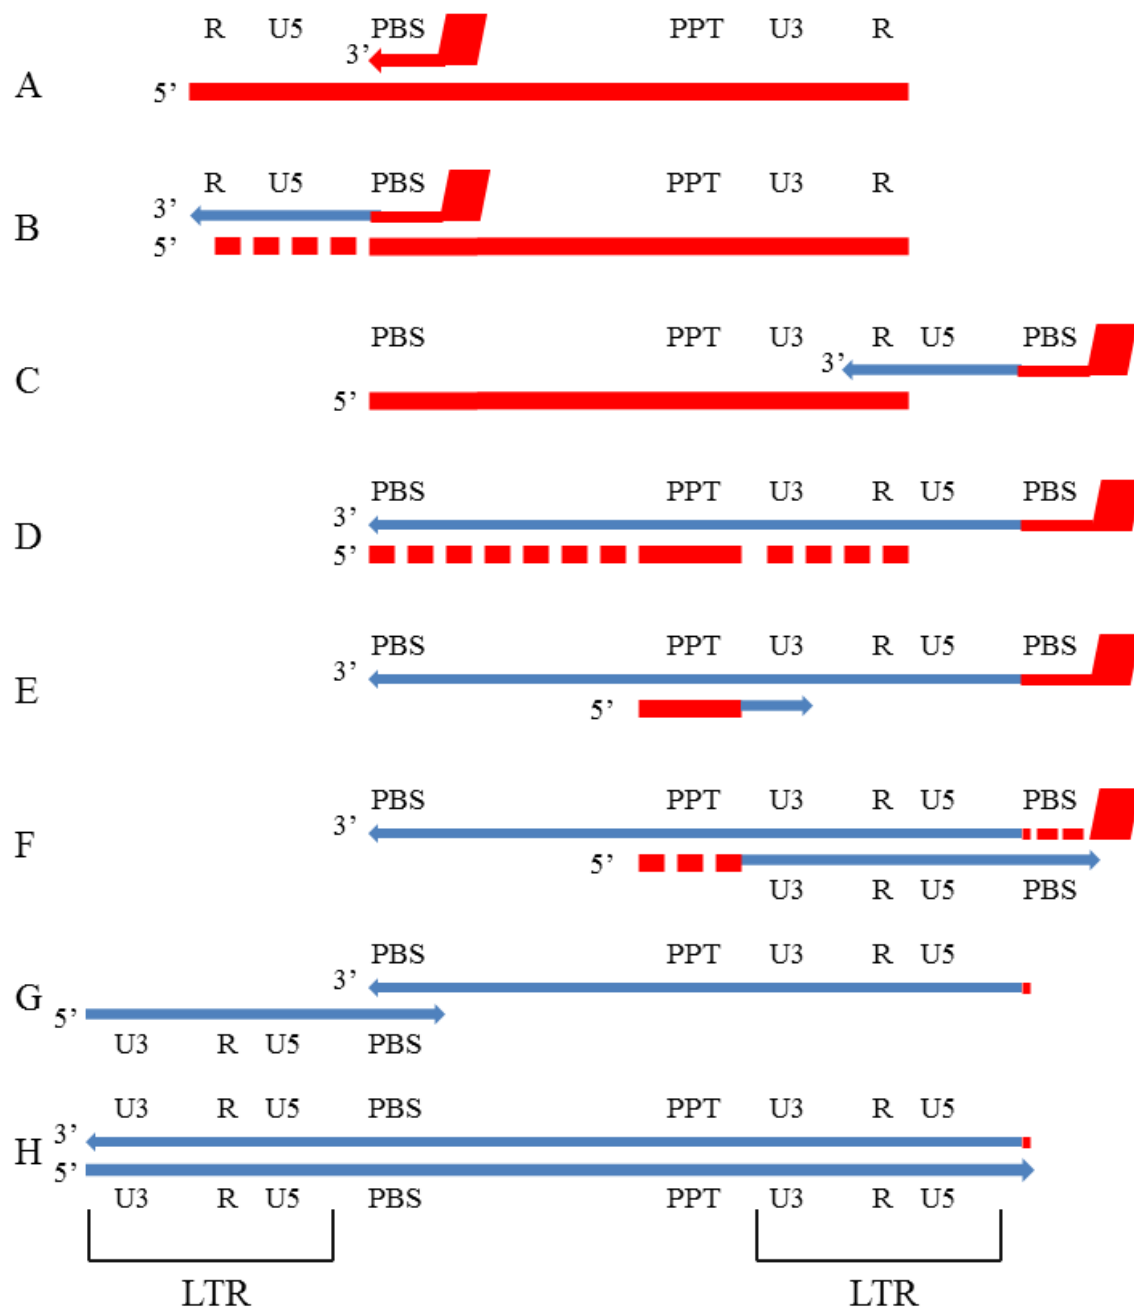 R U5 PBS PPT U3 R
3’
A 5’
R U5 PBS PPT U3 R
3’
B 5’
PBS PPT U3 R U5 PBS
3’
C 5’
PBS PPT U3 R U5 PBS
3’
D 5’
PBS PPT U3 R U5 PBS
3’
E 5’
PBS PPT U3 R U5 PBS
3’
F 5’
U3 R U5 PBS
PBS PPT U3 R U5
3’
G 5’
U3 R U5 PBS
U3 R U5 PBS PPT U3 R U5
3’
H 5’
U3 R U5 PBS PPT U3 R U5
LTR LTR